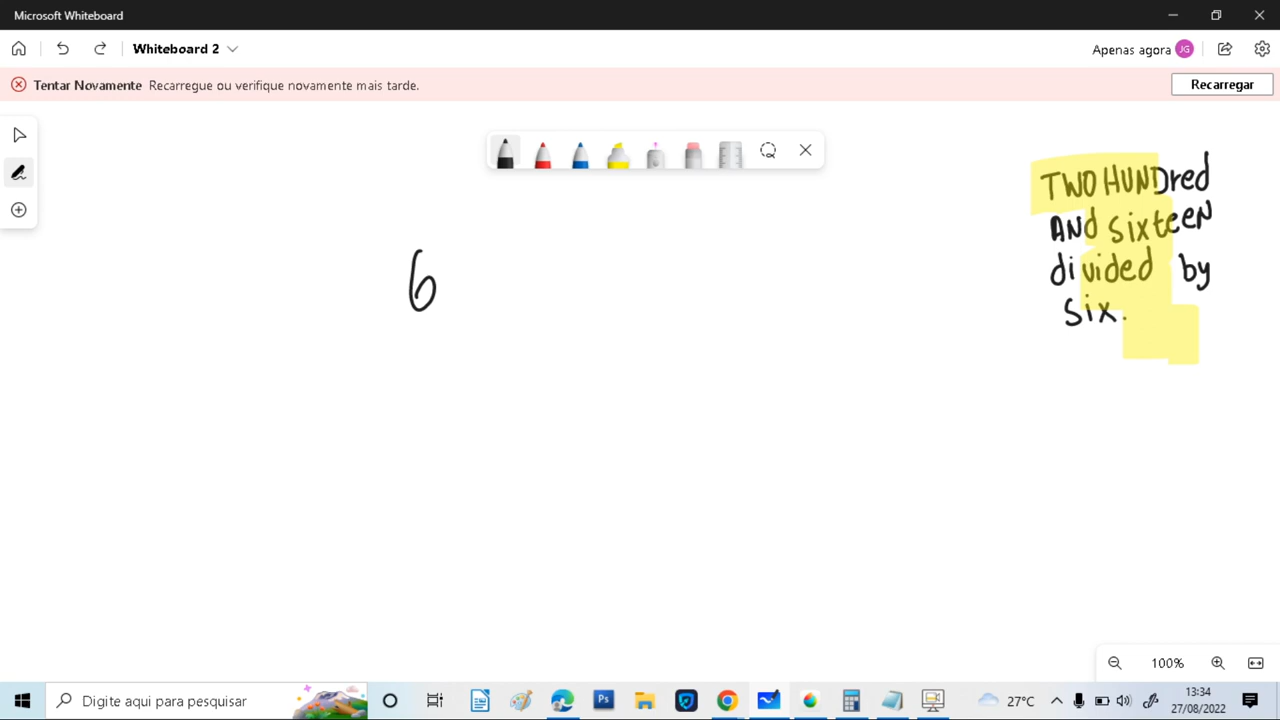 Microsoft Whiteboard
Whiteboard 2
Apenas agora JG
Tentar Novamente Recarregue ou verifique novamente mais tarde.
Recarregar
6
TWO HUNDred
ANd sixteeN
divided by
six.
100%
Digite aqui para pesquisar
Ps
27°C
13:34
27/08/2022